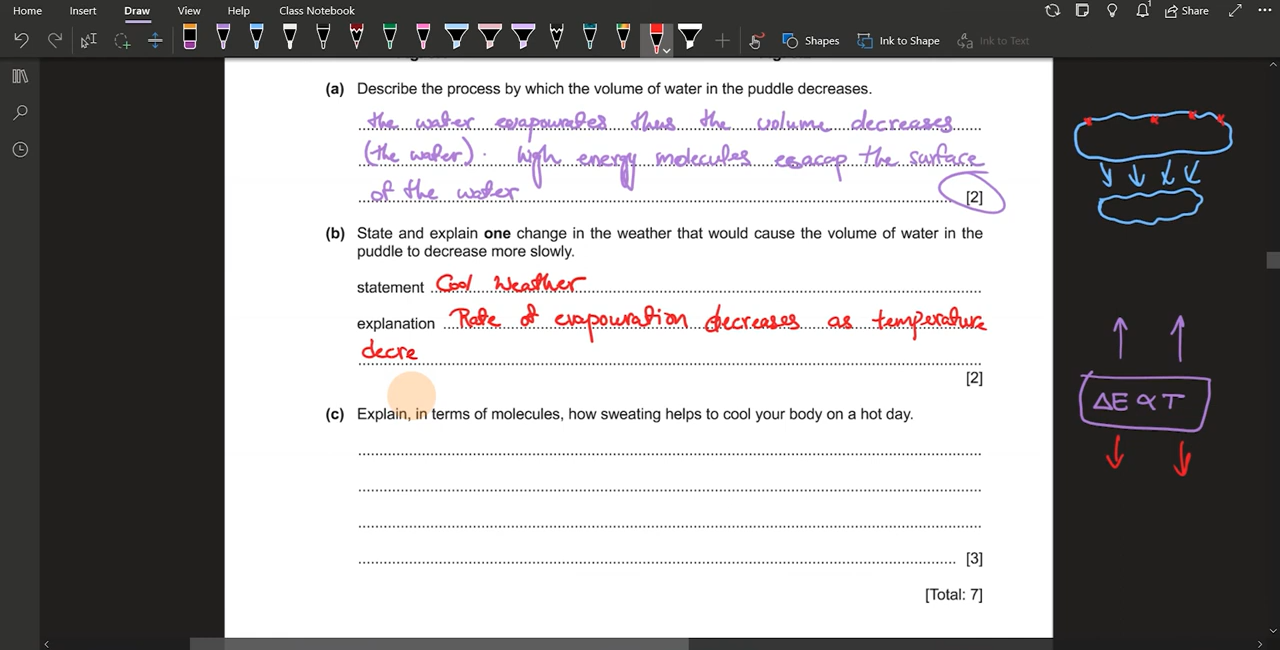 Home Insert Draw View Help Class Notebook
Share
Shapes Ink to Shape Ink to Text
(a) Describe the process by which the volume of water in the puddle decreases.
the water evapourates thus the volume decreases
(the water). high energy molecules esacap the surface
of the water [2]
(b) State and explain one change in the weather that would cause the volume of water in the
puddle to decrease more slowly.
statement Cool Weather
explanation Rate of evapouration decreases as temperature
decre
[2]
(c) Explain, in terms of molecules, how sweating helps to cool your body on a hot day.
[3]
[Total: 7]
ΔE ∝ T